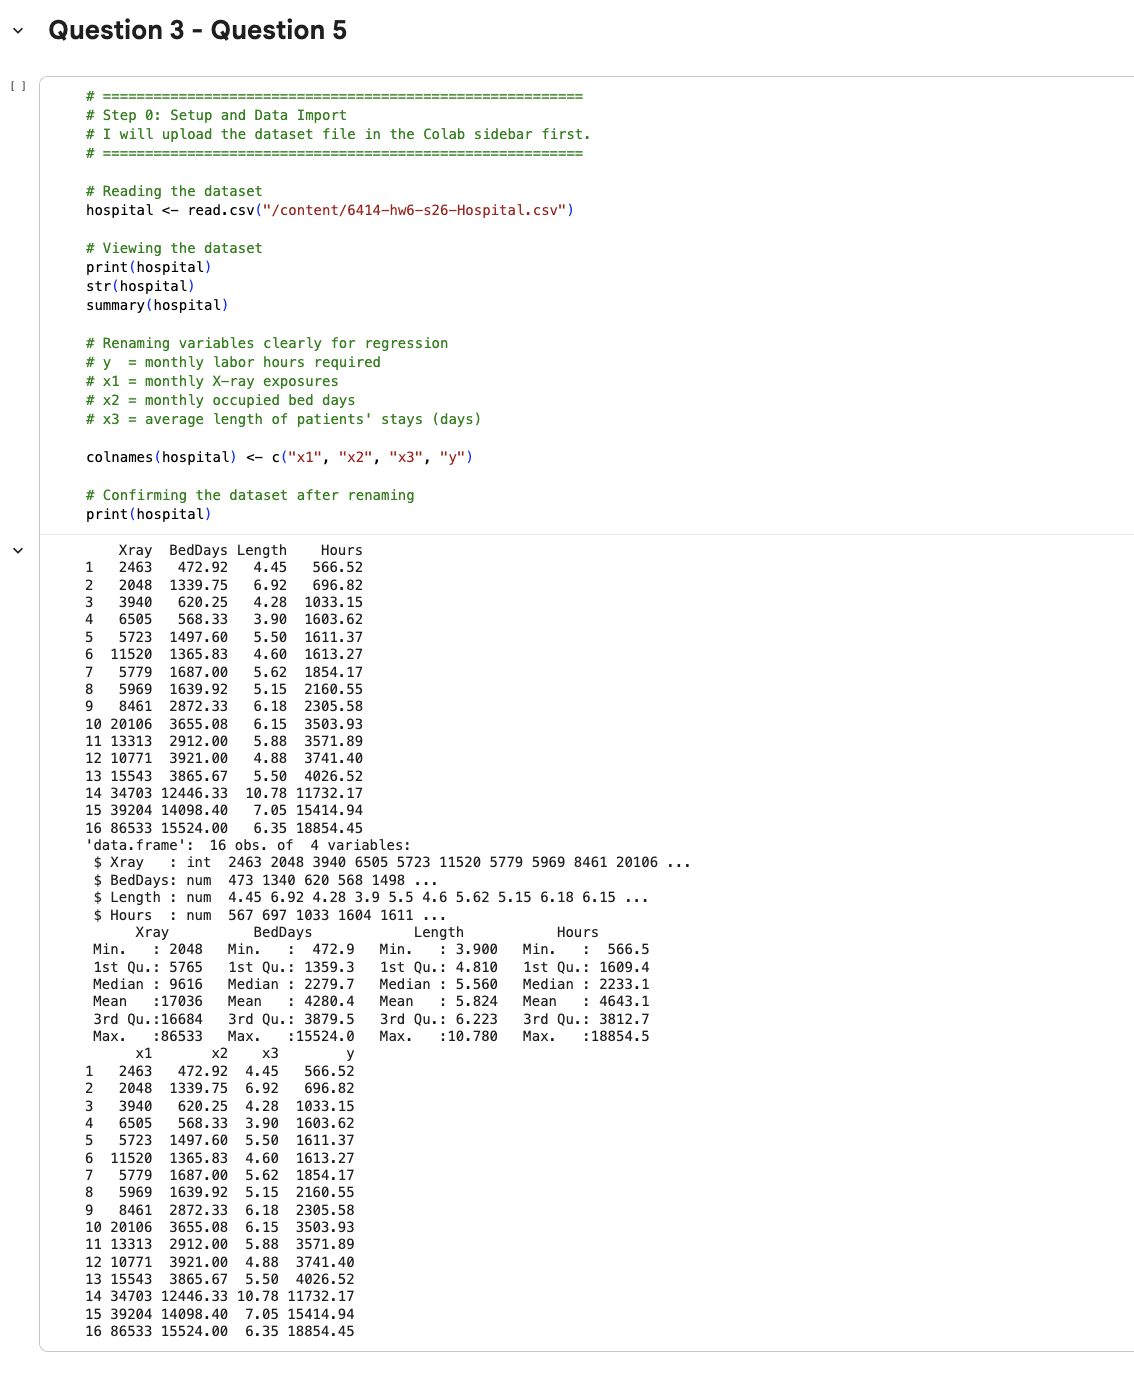 Question 3 - Question 5
[ ]
# =========================================================
# Step 0: Setup and Data Import
# I will upload the dataset file in the Colab sidebar first.
# =========================================================
# Reading the dataset
hospital <- read.csv("/content/6414-hw6-s26-Hospital.csv")
# Viewing the dataset
print(hospital)
str(hospital)
summary(hospital)
# Renaming variables clearly for regression
# y  = monthly labor hours required
# x1 = monthly X-ray exposures
# x2 = monthly occupied bed days
# x3 = average length of patients' stays (days)
colnames(hospital) <- c("x1", "x2", "x3", "y")
# Confirming the dataset after renaming
print(hospital)
    Xray  BedDays Length    Hours
1   2463   472.92   4.45   566.52
2   2048  1339.75   6.92   696.82
3   3940   620.25   4.28  1033.15
4   6505   568.33   3.90  1603.62
5   5723  1497.60   5.50  1611.37
6  11520  1365.83   4.60  1613.27
7   5779  1687.00   5.62  1854.17
8   5969  1639.92   5.15  2160.55
9   8461  2872.33   6.18  2305.58
10 20106  3655.08   6.15  3503.93
11 13313  2912.00   5.88  3571.89
12 10771  3921.00   4.88  3741.40
13 15543  3865.67   5.50  4026.52
14 34703 12446.33  10.78 11732.17
15 39204 14098.40   7.05 15414.94
16 86533 15524.00   6.35 18854.45
'data.frame':  16 obs. of  4 variables:
 $ Xray   : int  2463 2048 3940 6505 5723 11520 5779 5969 8461 20106 ...
 $ BedDays: num  473 1340 620 568 1498 ...
 $ Length : num  4.45 6.92 4.28 3.9 5.5 4.6 5.62 5.15 6.18 6.15 ...
 $ Hours  : num  567 697 1033 1604 1611 ...
      Xray          BedDays            Length           Hours
 Min.   : 2048   Min.   :  472.9   Min.   : 3.900   Min.   :  566.5
 1st Qu.: 5765   1st Qu.: 1359.3   1st Qu.: 4.810   1st Qu.: 1609.4
 Median : 9616   Median : 2279.7   Median : 5.560   Median : 2233.1
 Mean   :17036   Mean   : 4280.4   Mean   : 5.824   Mean   : 4643.1
 3rd Qu.:16684   3rd Qu.: 3879.5   3rd Qu.: 6.223   3rd Qu.: 3812.7
 Max.   :86533   Max.   :15524.0   Max.   :10.780   Max.   :18854.5
      x1       x2    x3        y
1   2463   472.92  4.45   566.52
2   2048  1339.75  6.92   696.82
3   3940   620.25  4.28  1033.15
4   6505   568.33  3.90  1603.62
5   5723  1497.60  5.50  1611.37
6  11520  1365.83  4.60  1613.27
7   5779  1687.00  5.62  1854.17
8   5969  1639.92  5.15  2160.55
9   8461  2872.33  6.18  2305.58
10 20106  3655.08  6.15  3503.93
11 13313  2912.00  5.88  3571.89
12 10771  3921.00  4.88  3741.40
13 15543  3865.67  5.50  4026.52
14 34703 12446.33 10.78 11732.17
15 39204 14098.40  7.05 15414.94
16 86533 15524.00  6.35 18854.45